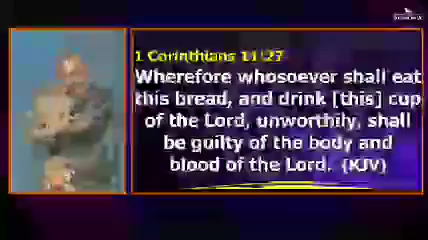 1 Corinthians 11:27
Wherefore whosoever shall eat
this bread, and drink [this] cup
of the Lord, unworthily, shall
be guilty of the body and
blood of the Lord. (KJV)